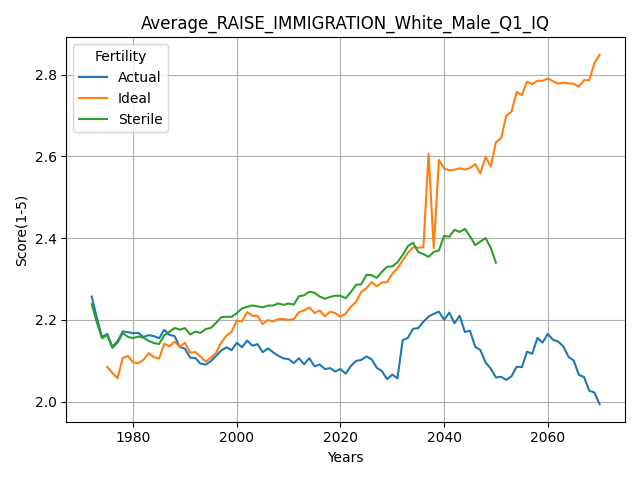 Average_RAISE_IMMIGRATION_White_Male_Q1_IQ
Fertility
Actual
Ideal
Sterile
Score(1-5)
2.8
2.6
2.4
2.2
2.0
1980 2000 2020 2040 2060
Years